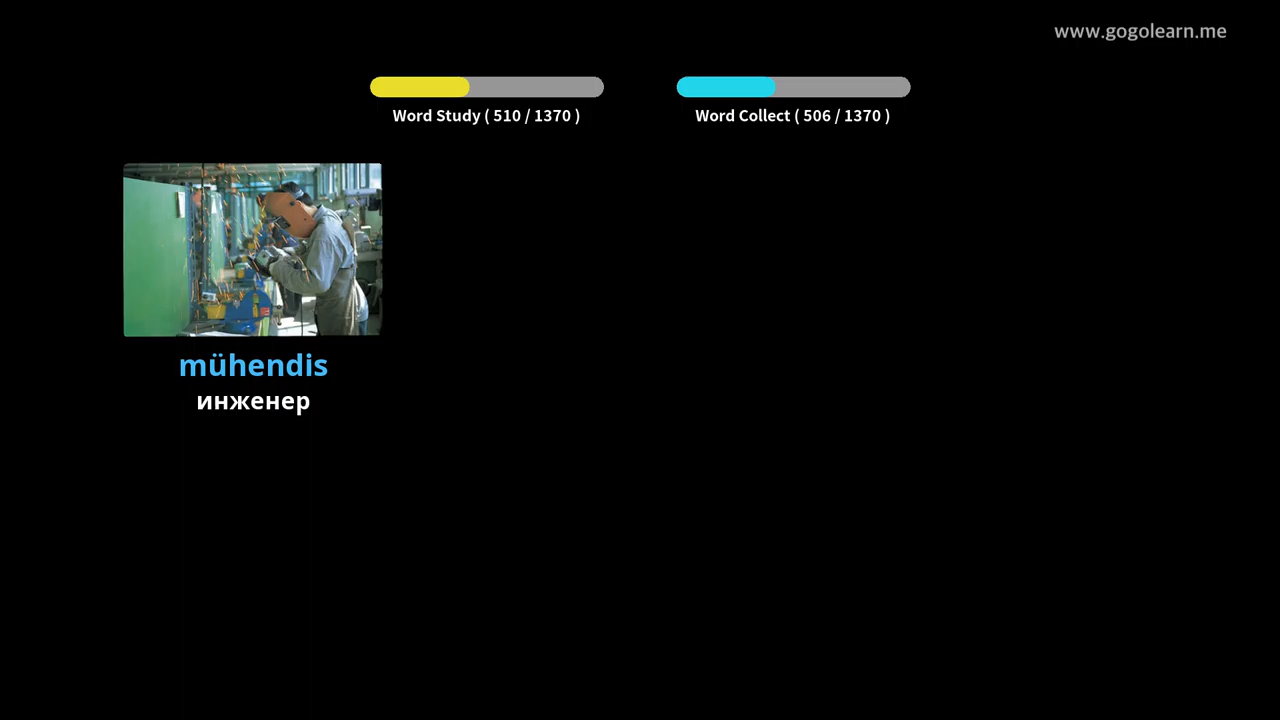 www.gogolearn.me
Word Study ( 510 / 1370 )
Word Collect ( 506 / 1370 )
mühendis
инженер